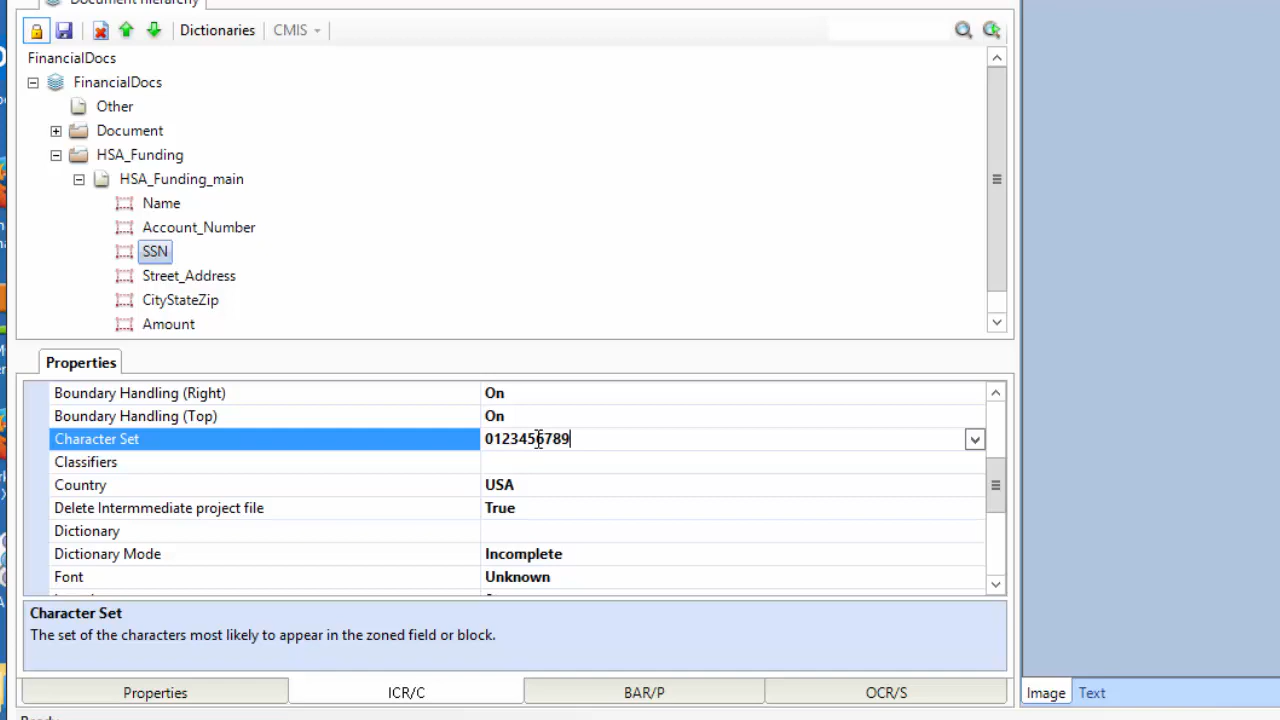 Document Hierarchy
Dictionaries CMIS
FinancialDocs
FinancialDocs
Other
Document
HSA_Funding
HSA_Funding_main
Name
Account_Number
SSN
Street_Address
CityStateZip
Amount
Properties
Boundary Handling (Right) On
Boundary Handling (Top) On
Character Set 0123456789
Classifiers
Country USA
Delete Intermmediate project file True
Dictionary
Dictionary Mode Incomplete
Font Unknown
Character Set
The set of the characters most likely to appear in the zoned field or block.
Properties ICR/C BAR/P OCR/S
Image Text